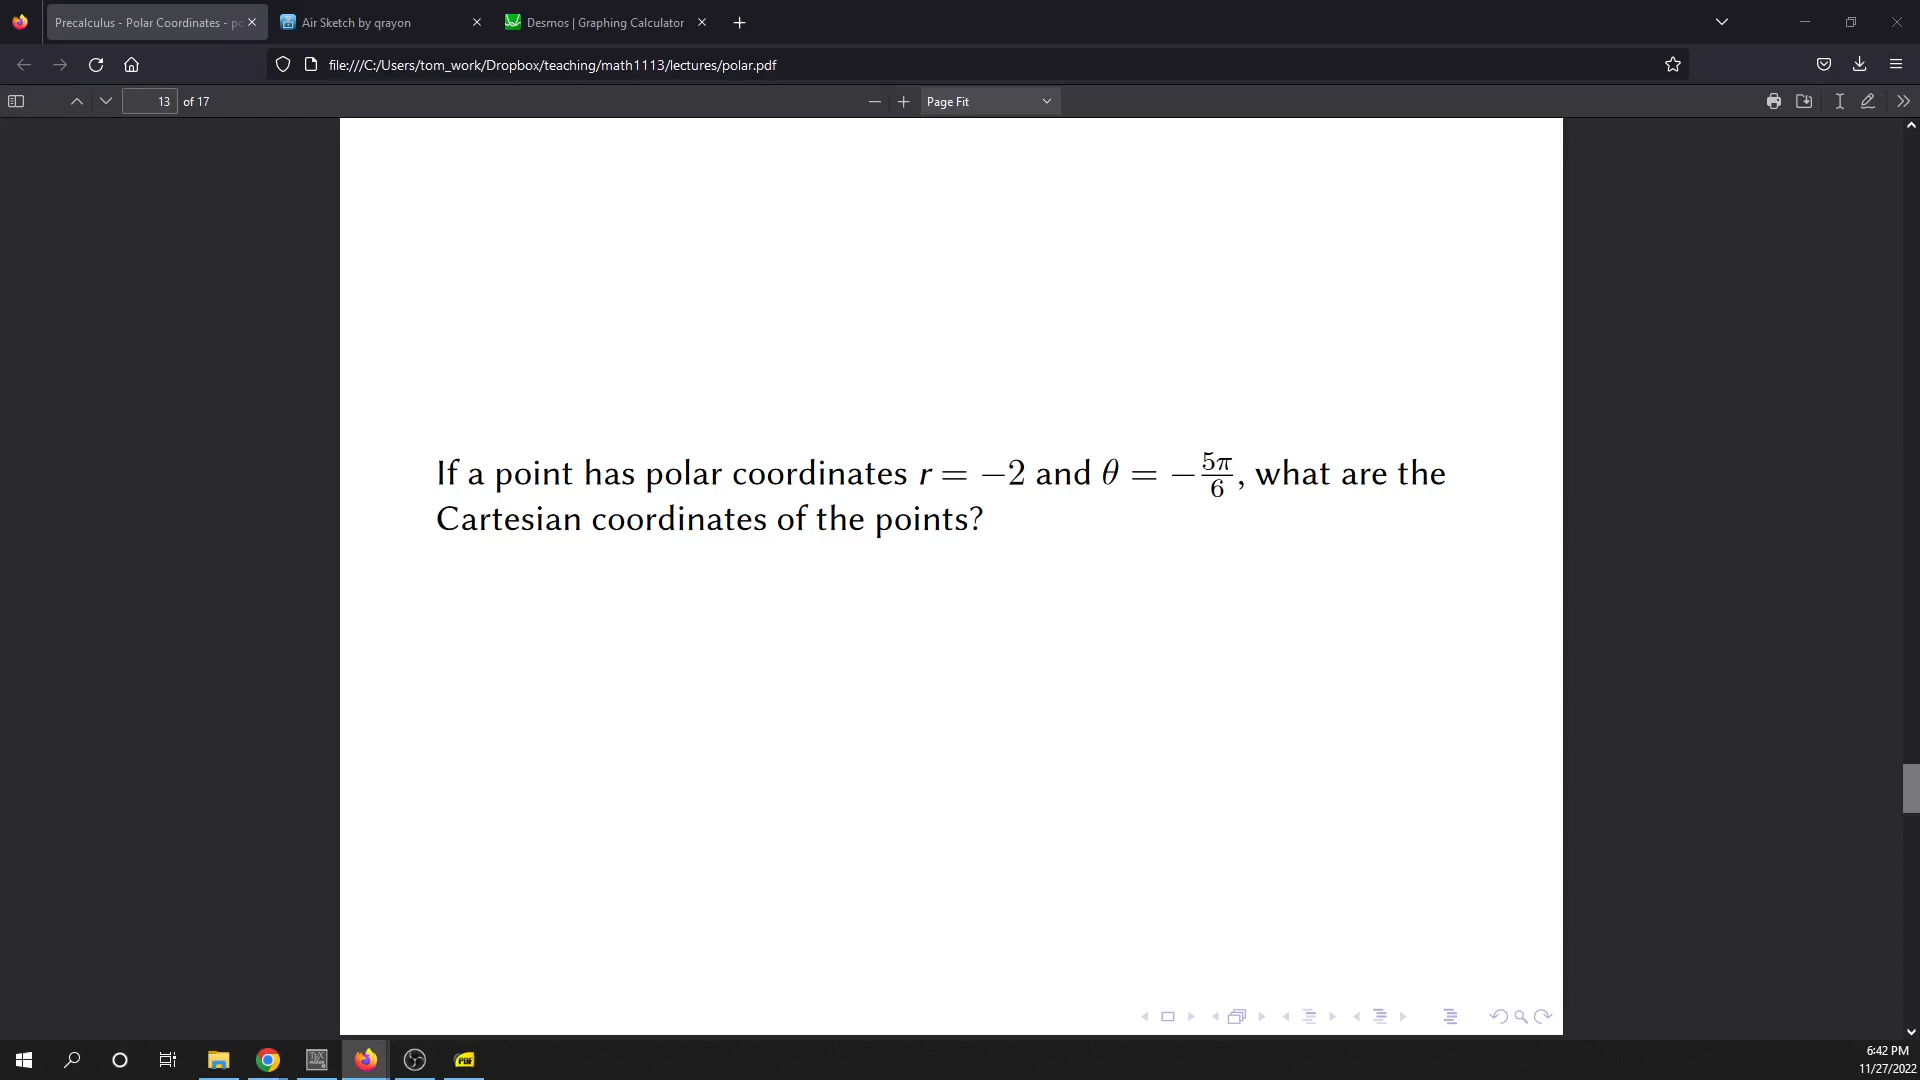 Precalculus - Polar Coordinates - po
Air Sketch by qrayon
Desmos | Graphing Calculator
file:///C:/Users/tom_work/Dropbox/teaching/math1113/lectures/polar.pdf
13 of 17
Page Fit
If a point has polar coordinates r = −2 and θ = −5π/6, what are the
Cartesian coordinates of the points?
6:42 PM
11/27/2022